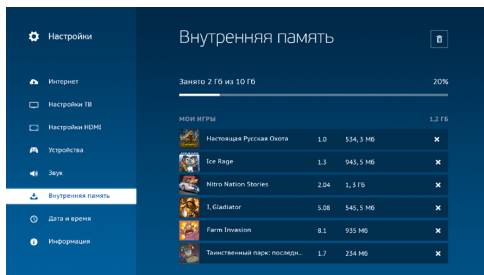 Настройки
Внутренняя память
Интернет
Настройки ТВ
Настройки HDMI
Устройства
Звук
Внутренняя память
Дата и время
Информация
Занято 2 Гб из 10 Гб 20%
МОИ ИГРЫ 1,2 ГБ
Настоящая Русская Охота 1.0 534, 3 Мб
Ice Rage 1.3 943, 5 Мб
Nitro Nation Stories 2.04 1, 3 Гб
I, Gladiator 5.08 545, 5 Мб
Farm Invasion 8.1 935 Мб
Таинственный парк: последн... 1.7 234 Мб